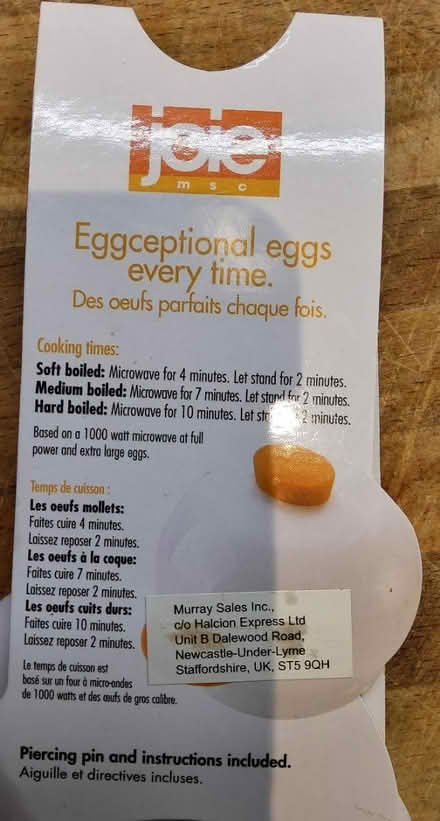 joie
msc
Eggceptional eggs
every time.
Des oeufs parfaits chaque fois.
Cooking times:
Soft boiled: Microwave for 4 minutes. Let stand for 2 minutes.
Medium boiled: Microwave for 7 minutes. Let stand for 2 minutes.
Hard boiled: Microwave for 10 minutes. Let 2 minutes.
Based on a 1000 watt microwave at full
power and extra large eggs.
Temps de cuisson :
Les oeufs mollets:
Faites cuire 4 minutes.
Laissez reposer 2 minutes.
Les oeufs à la coque:
Faites cuire 7 minutes.
Laissez reposer 2 minutes.
Les oeufs cuits durs:
Faites cuire 10 minutes.
Laissez reposer 2 minutes.
Le temps de cuisson est
basé sur un four à micro-ondes
de 1000 watts et des œufs de gros calibre.
Murray Sales Inc.,
c/o Halcion Express Ltd
Unit B Dalewood Road,
Newcastle-Under-Lyme
Staffordshire, UK, ST5 9QH
Piercing pin and instructions included.
Aiguille et directives incluses.